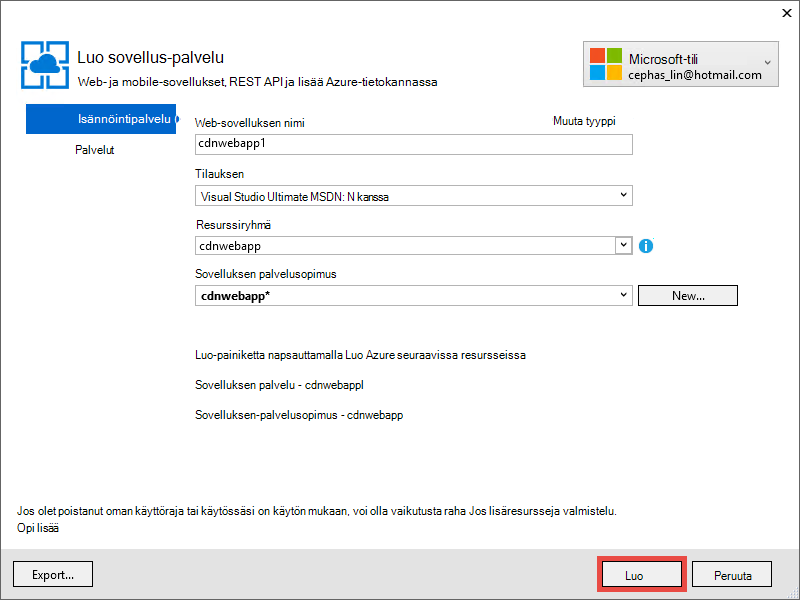 Luo sovellus-palvelu
Web- ja mobile-sovellukset, REST API ja lisää Azure-tietokannassa
Microsoft-tili
cephas_lin@hotmail.com
Isännöintipalvelu
Palvelut
Web-sovelluksen nimi
Muuta tyyppi
cdnwebapp1
Tilauksen
Visual Studio Ultimate MSDN: N kanssa
Resurssiryhmä
cdnwebapp
Sovelluksen palvelusopimus
cdnwebapp*
New...
Luo-painiketta napsauttamalla Luo Azure seuraavissa resursseissa
Sovelluksen palvelu - cdnwebappl
Sovelluksen-palvelusopimus - cdnwebapp
Jos olet poistanut oman käyttöraja tai käytössäsi on käytön mukaan, voi olla vaikutusta raha Jos lisäresursseja valmistelu.
Opi lisää
Export...
Luo
Peruuta